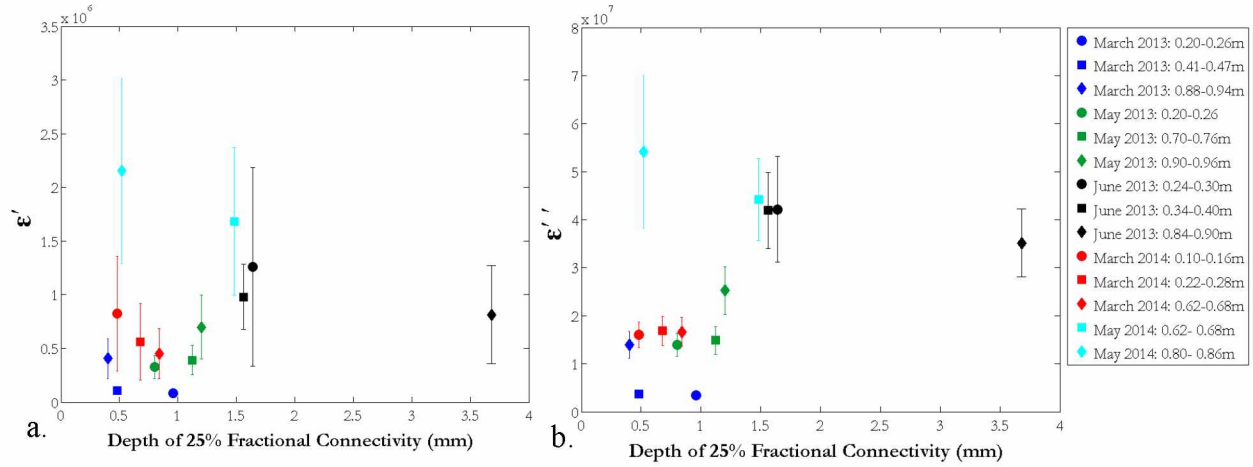 x 10^6
3.5
3
2.5
2
1.5
1
0.5
0
ε′
0 0.5 1 1.5 2 2.5 3 3.5 4
Depth of 25% Fractional Connectivity (mm)
a.
x 10^7
8
7
6
5
4
3
2
1
0
ε′ ′
0 0.5 1 1.5 2 2.5 3 3.5 4
Depth of 25% Fractional Connectivity (mm)
b.
March 2013: 0.20-0.26m
March 2013: 0.41-0.47m
March 2013: 0.88-0.94m
May 2013: 0.20-0.26
May 2013: 0.70-0.76m
May 2013: 0.90-0.96m
June 2013: 0.24-0.30m
June 2013: 0.34-0.40m
June 2013: 0.84-0.90m
March 2014: 0.10-0.16m
March 2014: 0.22-0.28m
March 2014: 0.62-0.68m
May 2014: 0.62- 0.68m
May 2014: 0.80- 0.86m